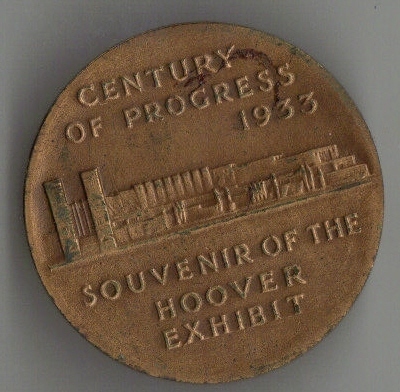 CENTURY
OF PROGRESS
1933
SOUVENIR OF THE
HOOVER
EXHIBIT